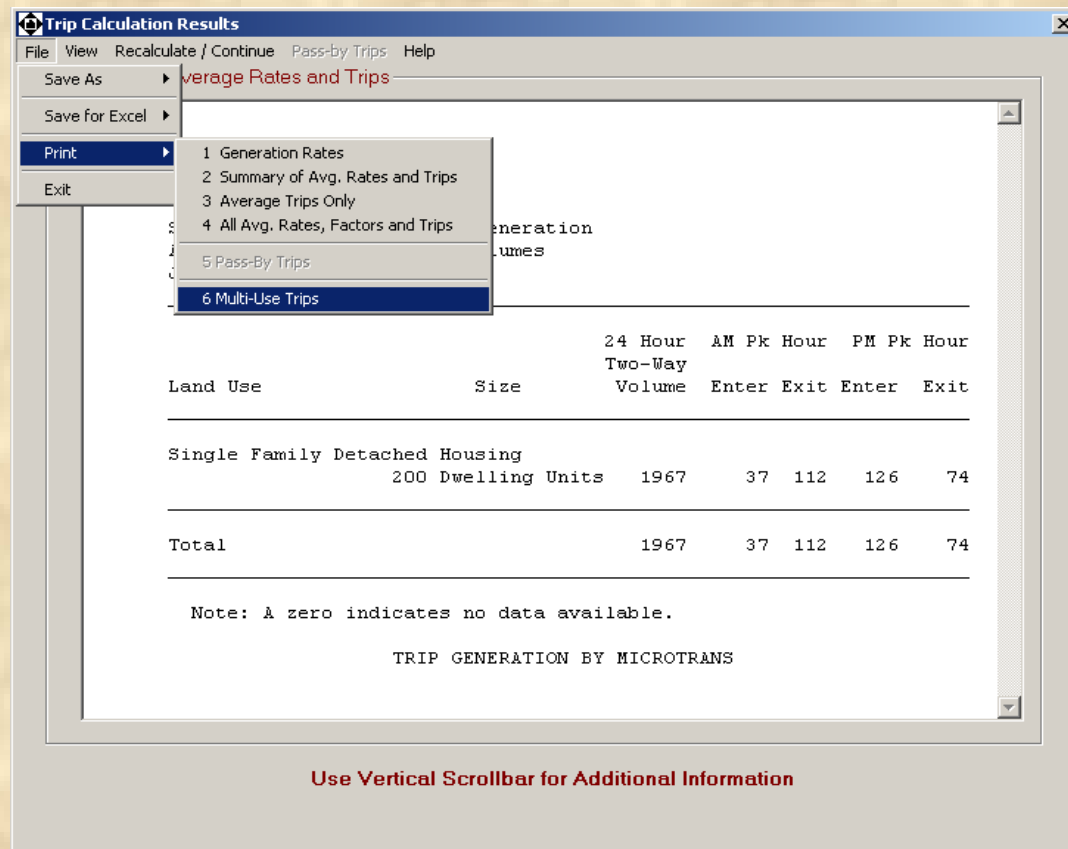 Trip Calculation Results
File View Recalculate / Continue Pass-by Trips Help
Save As
Save for Excel
Print
Exit
1 Generation Rates
2 Summary of Avg. Rates and Trips
3 Average Trips Only
4 All Avg. Rates, Factors and Trips
5 Pass-By Trips
6 Multi-Use Trips
verage Rates and Trips
eneration
lumes
24 Hour AM Pk Hour PM Pk Hour
Two-Way
Land Use Size Volume Enter Exit Enter Exit
Single Family Detached Housing
200 Dwelling Units 1967 37 112 126 74
Total 1967 37 112 126 74
Note: A zero indicates no data available.
TRIP GENERATION BY MICROTRANS
Use Vertical Scrollbar for Additional Information